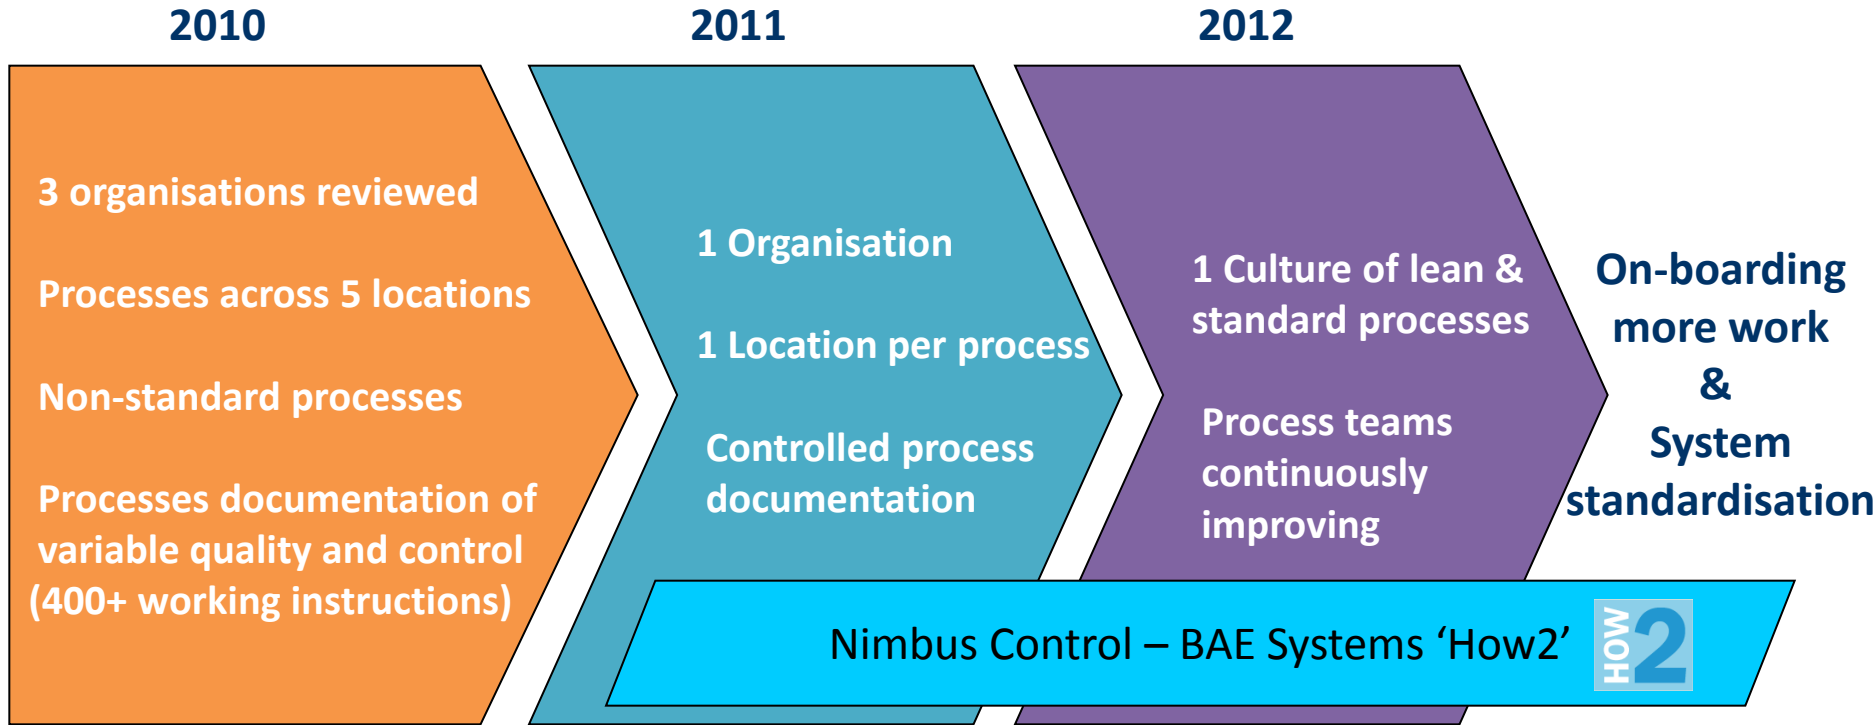 2010
3 organisations reviewed
Processes across 5 locations
Non-standard processes
Processes documentation of
variable quality and control
(400+ working instructions)
2011
1 Organisation
1 Location per process
Controlled process
documentation
2012
1 Culture of lean &
standard processes
Process teams
continuously
improving
On-boarding
more work
&
System
standardisation
Nimbus Control – BAE Systems ‘How2’
HOW
2